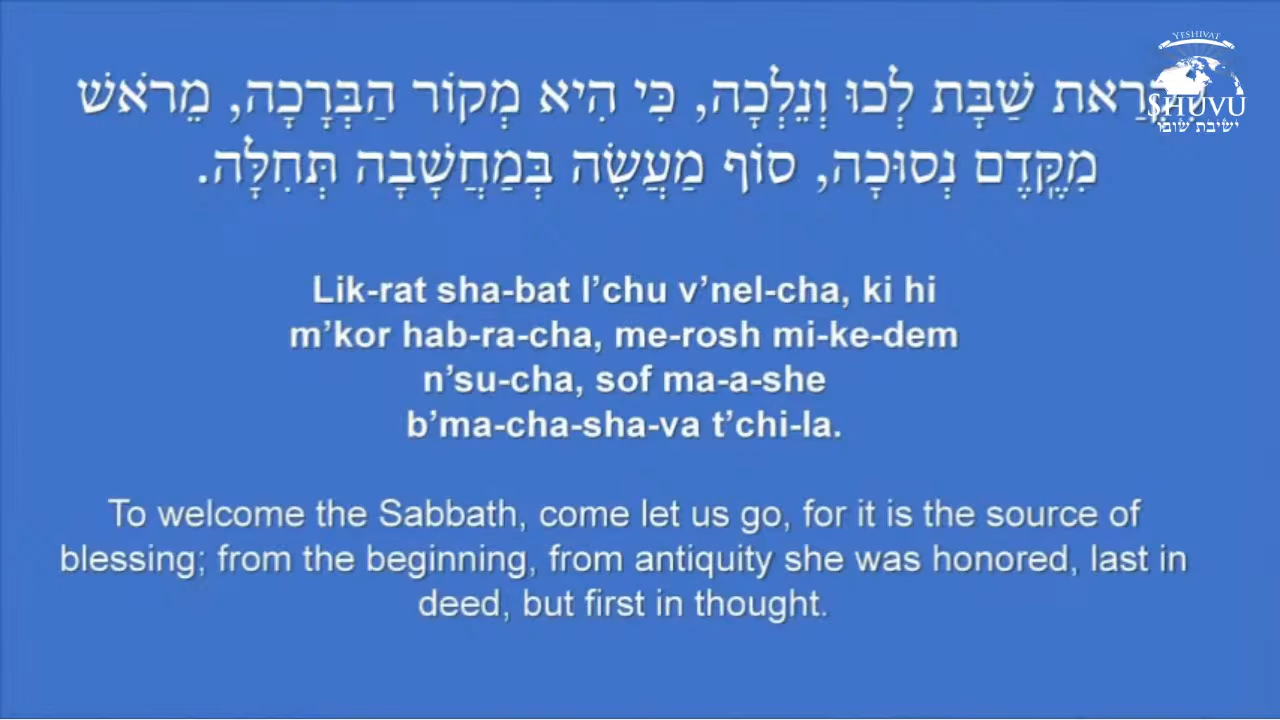 YESHIVAT
SHUVU
ישיבת שובו
שַׁבָּת לְכוּ וְנֵלְכָה, כִּי הִיא מְקוֹר הַבְּרָכָה, מֵרֹאשׁ
מִקֶּדֶם נְסוּכָה, סוֹף מַעֲשֶׂה בְּמַחֲשָׁבָה תְּחִלָּה.
Lik-rat sha-bat l’chu v’nel-cha, ki hi
m’kor hab-ra-cha, me-rosh mi-ke-dem
n’su-cha, sof ma-a-she
b’ma-cha-sha-va t’chi-la.
To welcome the Sabbath, come let us go, for it is the source of
blessing; from the beginning, from antiquity she was honored, last in
deed, but first in thought.